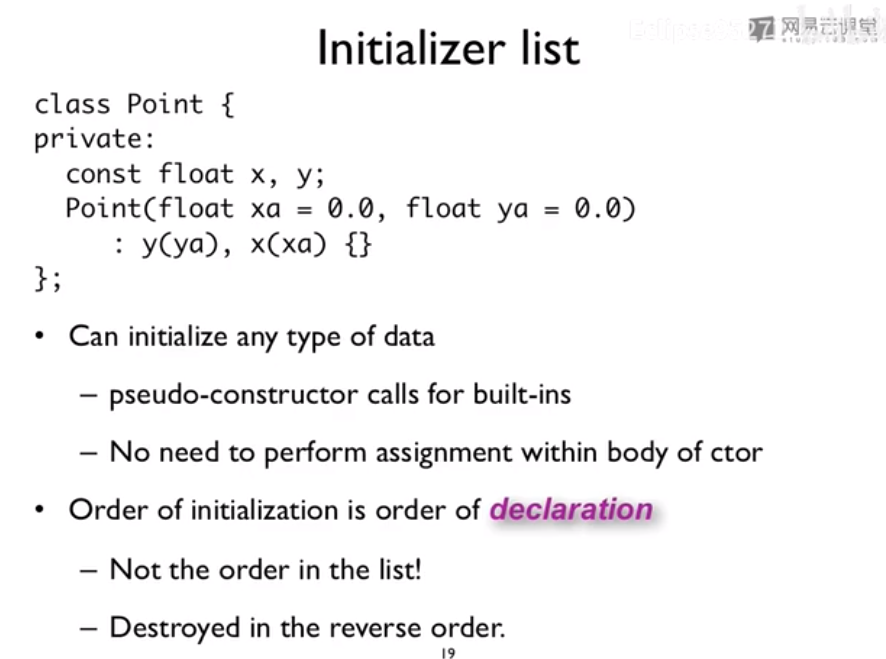 网易云课堂
Initializer list
class Point {
private:
  const float x, y;
  Point(float xa = 0.0, float ya = 0.0)
     : y(ya), x(xa) {}
};
• Can initialize any type of data
– pseudo-constructor calls for built-ins
– No need to perform assignment within body of ctor
• Order of initialization is order of declaration
– Not the order in the list!
– Destroyed in the reverse order.
19